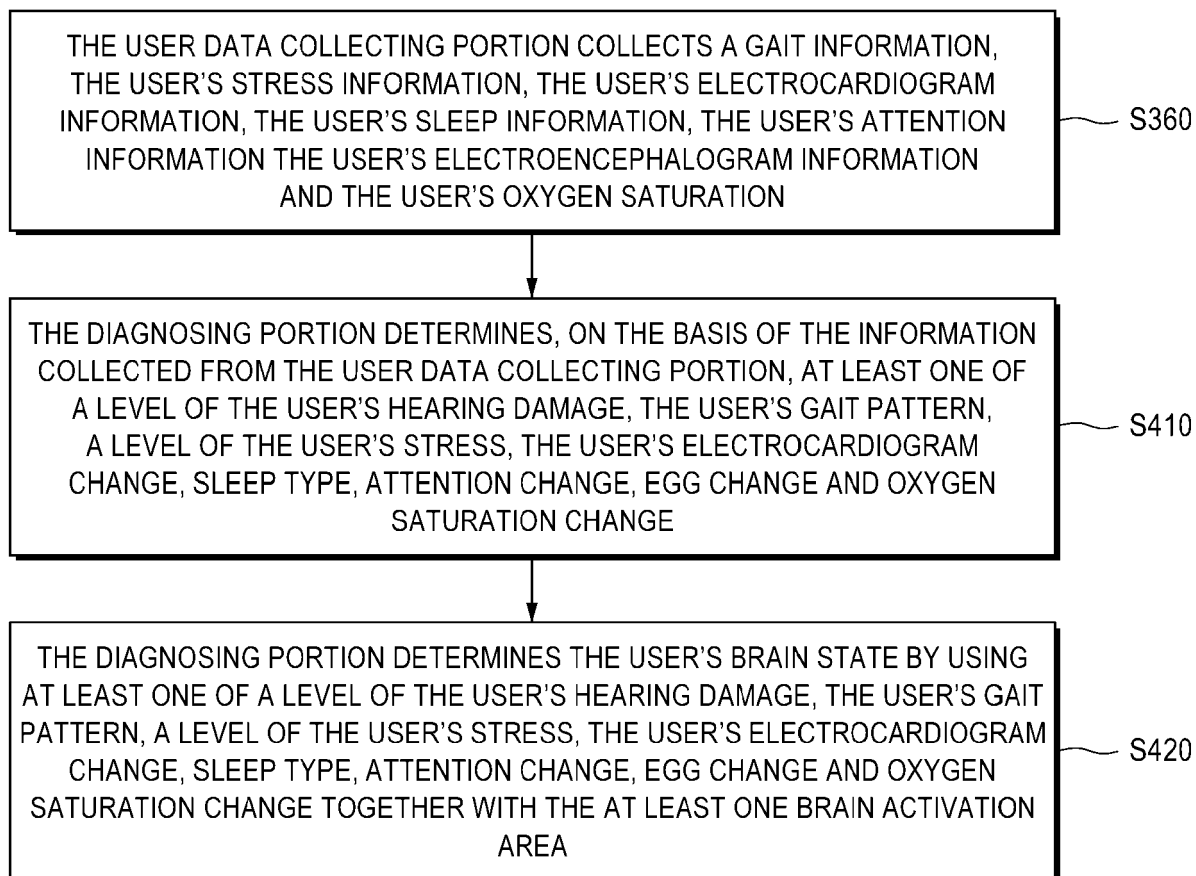 THE USER DATA COLLECTING PORTION COLLECTS A GAIT INFORMATION,
THE USER'S STRESS INFORMATION, THE USER'S ELECTROCARDIOGRAM
INFORMATION, THE USER'S SLEEP INFORMATION, THE USER'S ATTENTION
INFORMATION THE USER'S ELECTROENCEPHALOGRAM INFORMATION
AND THE USER'S OXYGEN SATURATION
S360
THE DIAGNOSING PORTION DETERMINES, ON THE BASIS OF THE INFORMATION
COLLECTED FROM THE USER DATA COLLECTING PORTION, AT LEAST ONE OF
A LEVEL OF THE USER'S HEARING DAMAGE, THE USER'S GAIT PATTERN,
A LEVEL OF THE USER'S STRESS, THE USER'S ELECTROCARDIOGRAM
CHANGE, SLEEP TYPE, ATTENTION CHANGE, EGG CHANGE AND OXYGEN
SATURATION CHANGE
S410
THE DIAGNOSING PORTION DETERMINES THE USER'S BRAIN STATE BY USING
AT LEAST ONE OF A LEVEL OF THE USER'S HEARING DAMAGE, THE USER'S GAIT
PATTERN, A LEVEL OF THE USER'S STRESS, THE USER'S ELECTROCARDIOGRAM
CHANGE, SLEEP TYPE, ATTENTION CHANGE, EGG CHANGE AND OXYGEN
SATURATION CHANGE TOGETHER WITH THE AT LEAST ONE BRAIN ACTIVATION
AREA
S420